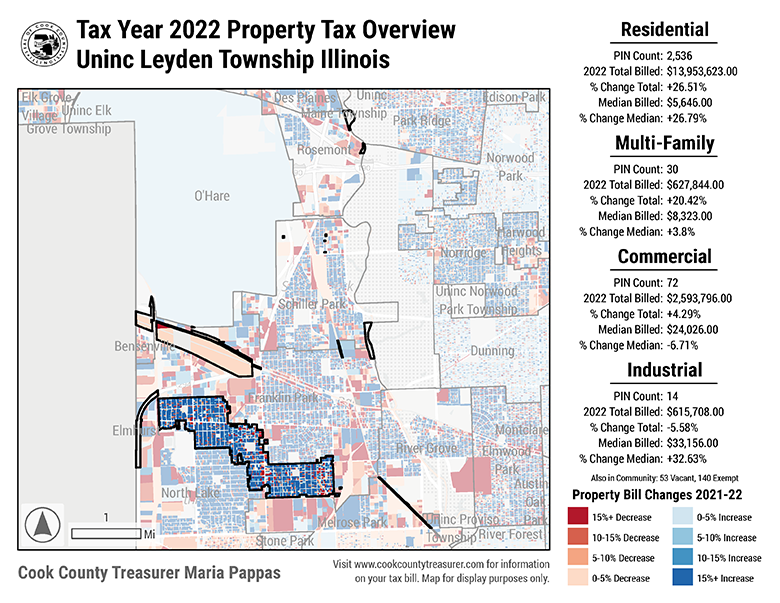 Tax Year 2022 Property Tax Overview
Uninc Leyden Township Illinois
Elk Grove
Village
Uninc Elk
Grove Township
Des Plaines
Uninc
Maine Township
Edison Park
Park Ridge
Rosemont
Norwood
Park
O'Hare
Harwood
Heights
Norridge
Uninc Norwood
Park Township
Schiller Park
Bensenville
Dunning
Franklin Park
Elmhurst
Montclare
River Grove
Elmwood
Park
North Lake
Austin
Oak
Park
Melrose Park
Uninc Proviso
Township
River Forest
Stone Park
1
Mi
Cook County Treasurer Maria Pappas
Visit www.cookcountytreasurer.com for information
on your tax bill. Map for display purposes only.
Residential
PIN Count: 2,536
2022 Total Billed: $13,953,623.00
% Change Total: +26.51%
Median Billed: $5,646.00
% Change Median: +26.79%
Multi-Family
PIN Count: 30
2022 Total Billed: $627,844.00
% Change Total: +20.42%
Median Billed: $8,323.00
% Change Median: +3.8%
Commercial
PIN Count: 72
2022 Total Billed: $2,593,796.00
% Change Total: +4.29%
Median Billed: $24,026.00
% Change Median: -6.71%
Industrial
PIN Count: 14
2022 Total Billed: $615,708.00
% Change Total: -5.58%
Median Billed: $33,156.00
% Change Median: +32.63%
Also in Community: 53 Vacant, 140 Exempt
Property Bill Changes 2021-22
15%+ Decrease
10-15% Decrease
5-10% Decrease
0-5% Decrease
0-5% Increase
5-10% Increase
10-15% Increase
15%+ Increase